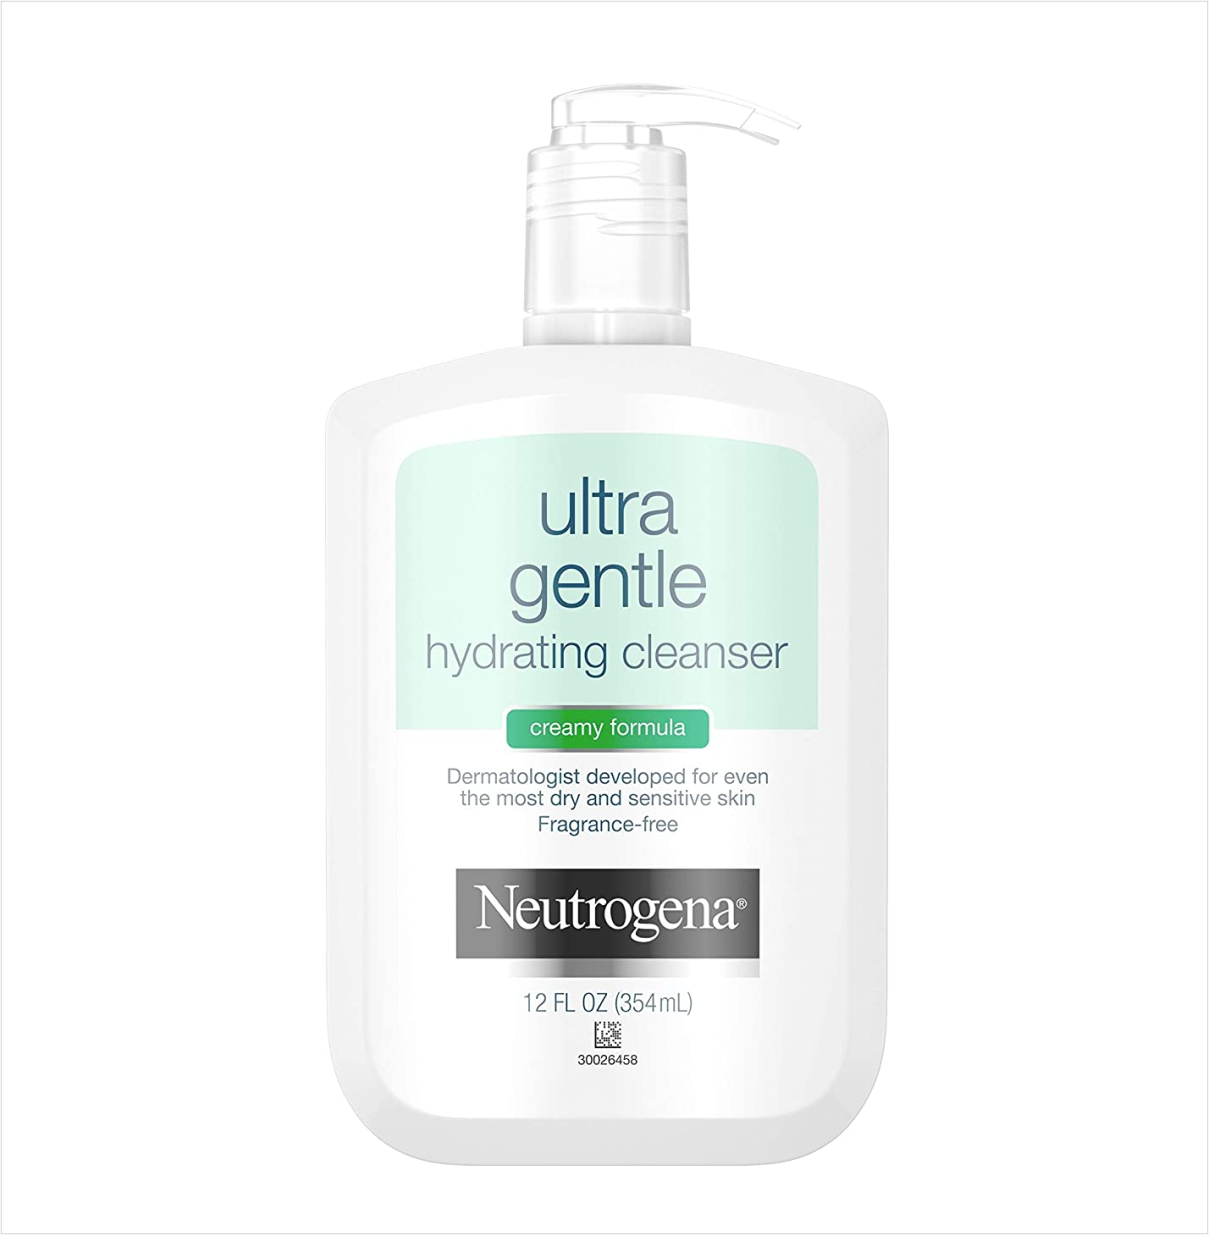 ultra
gentle
hydrating cleanser
creamy formula
Dermatologist developed for even
the most dry and sensitive skin
Fragrance-free
Neutrogena®
12 FL OZ (354mL)
30026458